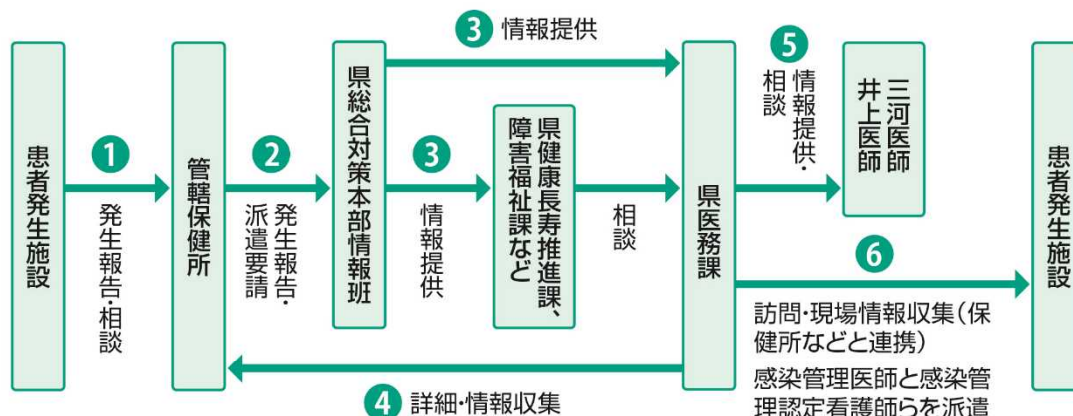 患者発生施設
1
発生報告・相談
管轄保健所
2
発生報告・
派遣要請
県総合対策本部情報班
3 情報提供
3
情報提供
県健康長寿推進課、
障害福祉課など
相談
県医務課
4 詳細・情報収集
5
情報提供・
相談
三河医師
井上医師
6
訪問・現場情報収集(保
健所などと連携)
感染管理医師と感染管
理認定看護師らを派遣
患者発生施設